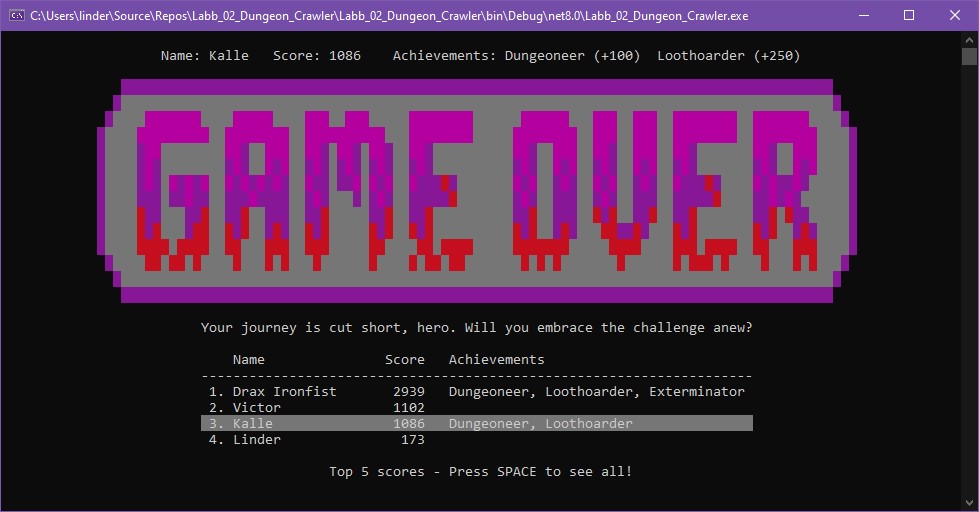 C:\Users\linder\Source\Repos\Labb_02_Dungeon_Crawler\Labb_02_Dungeon_Crawler\bin\Debug\net8.0\Labb_02_Dungeon_Crawler.exe
Name: Kalle   Score: 1086    Achievements: Dungeoneer (+100)  Loothoarder (+250)
GAME OVER
Your journey is cut short, hero. Will you embrace the challenge anew?
Name               Score   Achievements
---------------------------------------------------------------------
1. Drax Ironfist       2939   Dungeoneer, Loothoarder, Exterminator
2. Victor              1102
3. Kalle               1086   Dungeoneer, Loothoarder
4. Linder               173
Top 5 scores - Press SPACE to see all!